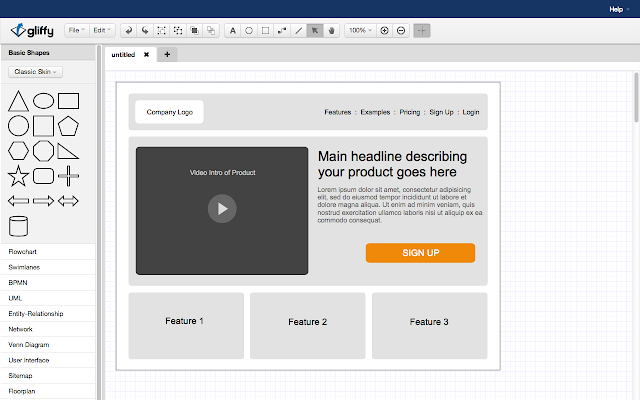 Help
gliffy
File
Edit
A
100%
Basic Shapes
untitled
Classic Skin
Company Logo
Features : Examples : Pricing : Sign Up : Login
Video Intro of Product
Main headline describing
your product goes here
Lorem ipsum dolor sit amet, consectetur adipisicing
elit, sed do eiusmod tempor incididunt ut labore et
dolore magna aliqua. Ut enim ad minim veniam, quis
nostrud exercitation ullamco laboris nisi ut aliquip ex ea
commodo consequat.
SIGN UP
Feature 1
Feature 2
Feature 3
Flowchart
Swimlanes
BPMN
UML
Entity-Relationship
Network
Venn Diagram
User Interface
Sitemap
Floorplan